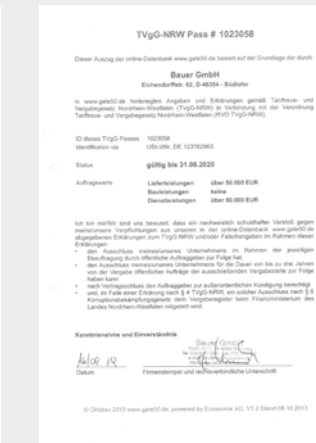 TVgG-NRW Pass # 1023058
Dieser Auszug der online-Datenbank www.gate50.de basiert auf der Grundlage der durch
Bauer GmbH
Eichendorffstr. 62, D-46354 - Südlohn
in www.gate50.de hinterlegten Angaben und Erklärungen gemäß Tariftreue- und
Vergabegesetz Nordrhein-Westfalen (TVgG-NRW) in Verbindung mit der Verordnung
Tariftreue- und Vergabegesetz Nordrhein-Westfalen (RVO TVgG-NRW).
ID dieses TVgG-Passes 1023058
Identifikation via USt-IdNr. DE 123762663
Status gültig bis 31.08.2020
Auftragswerte Lieferleistungen über 50.000 EUR
Bauleistungen keine
Dienstleistungen über 50.000 EUR
Ich bin mir/Wir sind uns bewusst, dass ein nachweislich schuldhafter Verstoß gegen
meine/unsere Verpflichtungen aus unseren in der online-Datenbank www.gate50.de
abgegebenen Erklärungen zum TVgG-NRW und/oder Falschangaben im Rahmen dieser
Erklärungen
- den Ausschluss meines/unseres Unternehmens im Rahmen der jeweiligen
Beauftragung durch öffentliche Auftraggeber zur Folge hat,
- den Ausschluss meines/unseres Unternehmens für die Dauer von bis zu drei Jahren
von der Vergabe öffentlicher Aufträge der ausschließenden Vergabestelle zur Folge
haben kann
- nach Vertragsschluss den Auftraggeber zur außerordentlichen Kündigung berechtigt
- und, im Falle einer Erklärung nach § 4 TVgG-NRW, ein solcher Ausschluss nach § 6
Korruptionsbekämpfungsgesetz dem Vergaberegister beim Finanzministerium des
Landes Nordrhein-Westfalen mitgeteilt wird.
Kenntnisnahme und Einverständnis
Bauer GmbH
Datum Firmenstempel und rechtsverbindliche Unterschrift
© Oktober 2013 www.gate50.de, powered by Evosource AG, V1.2 Stand 08.10.2013